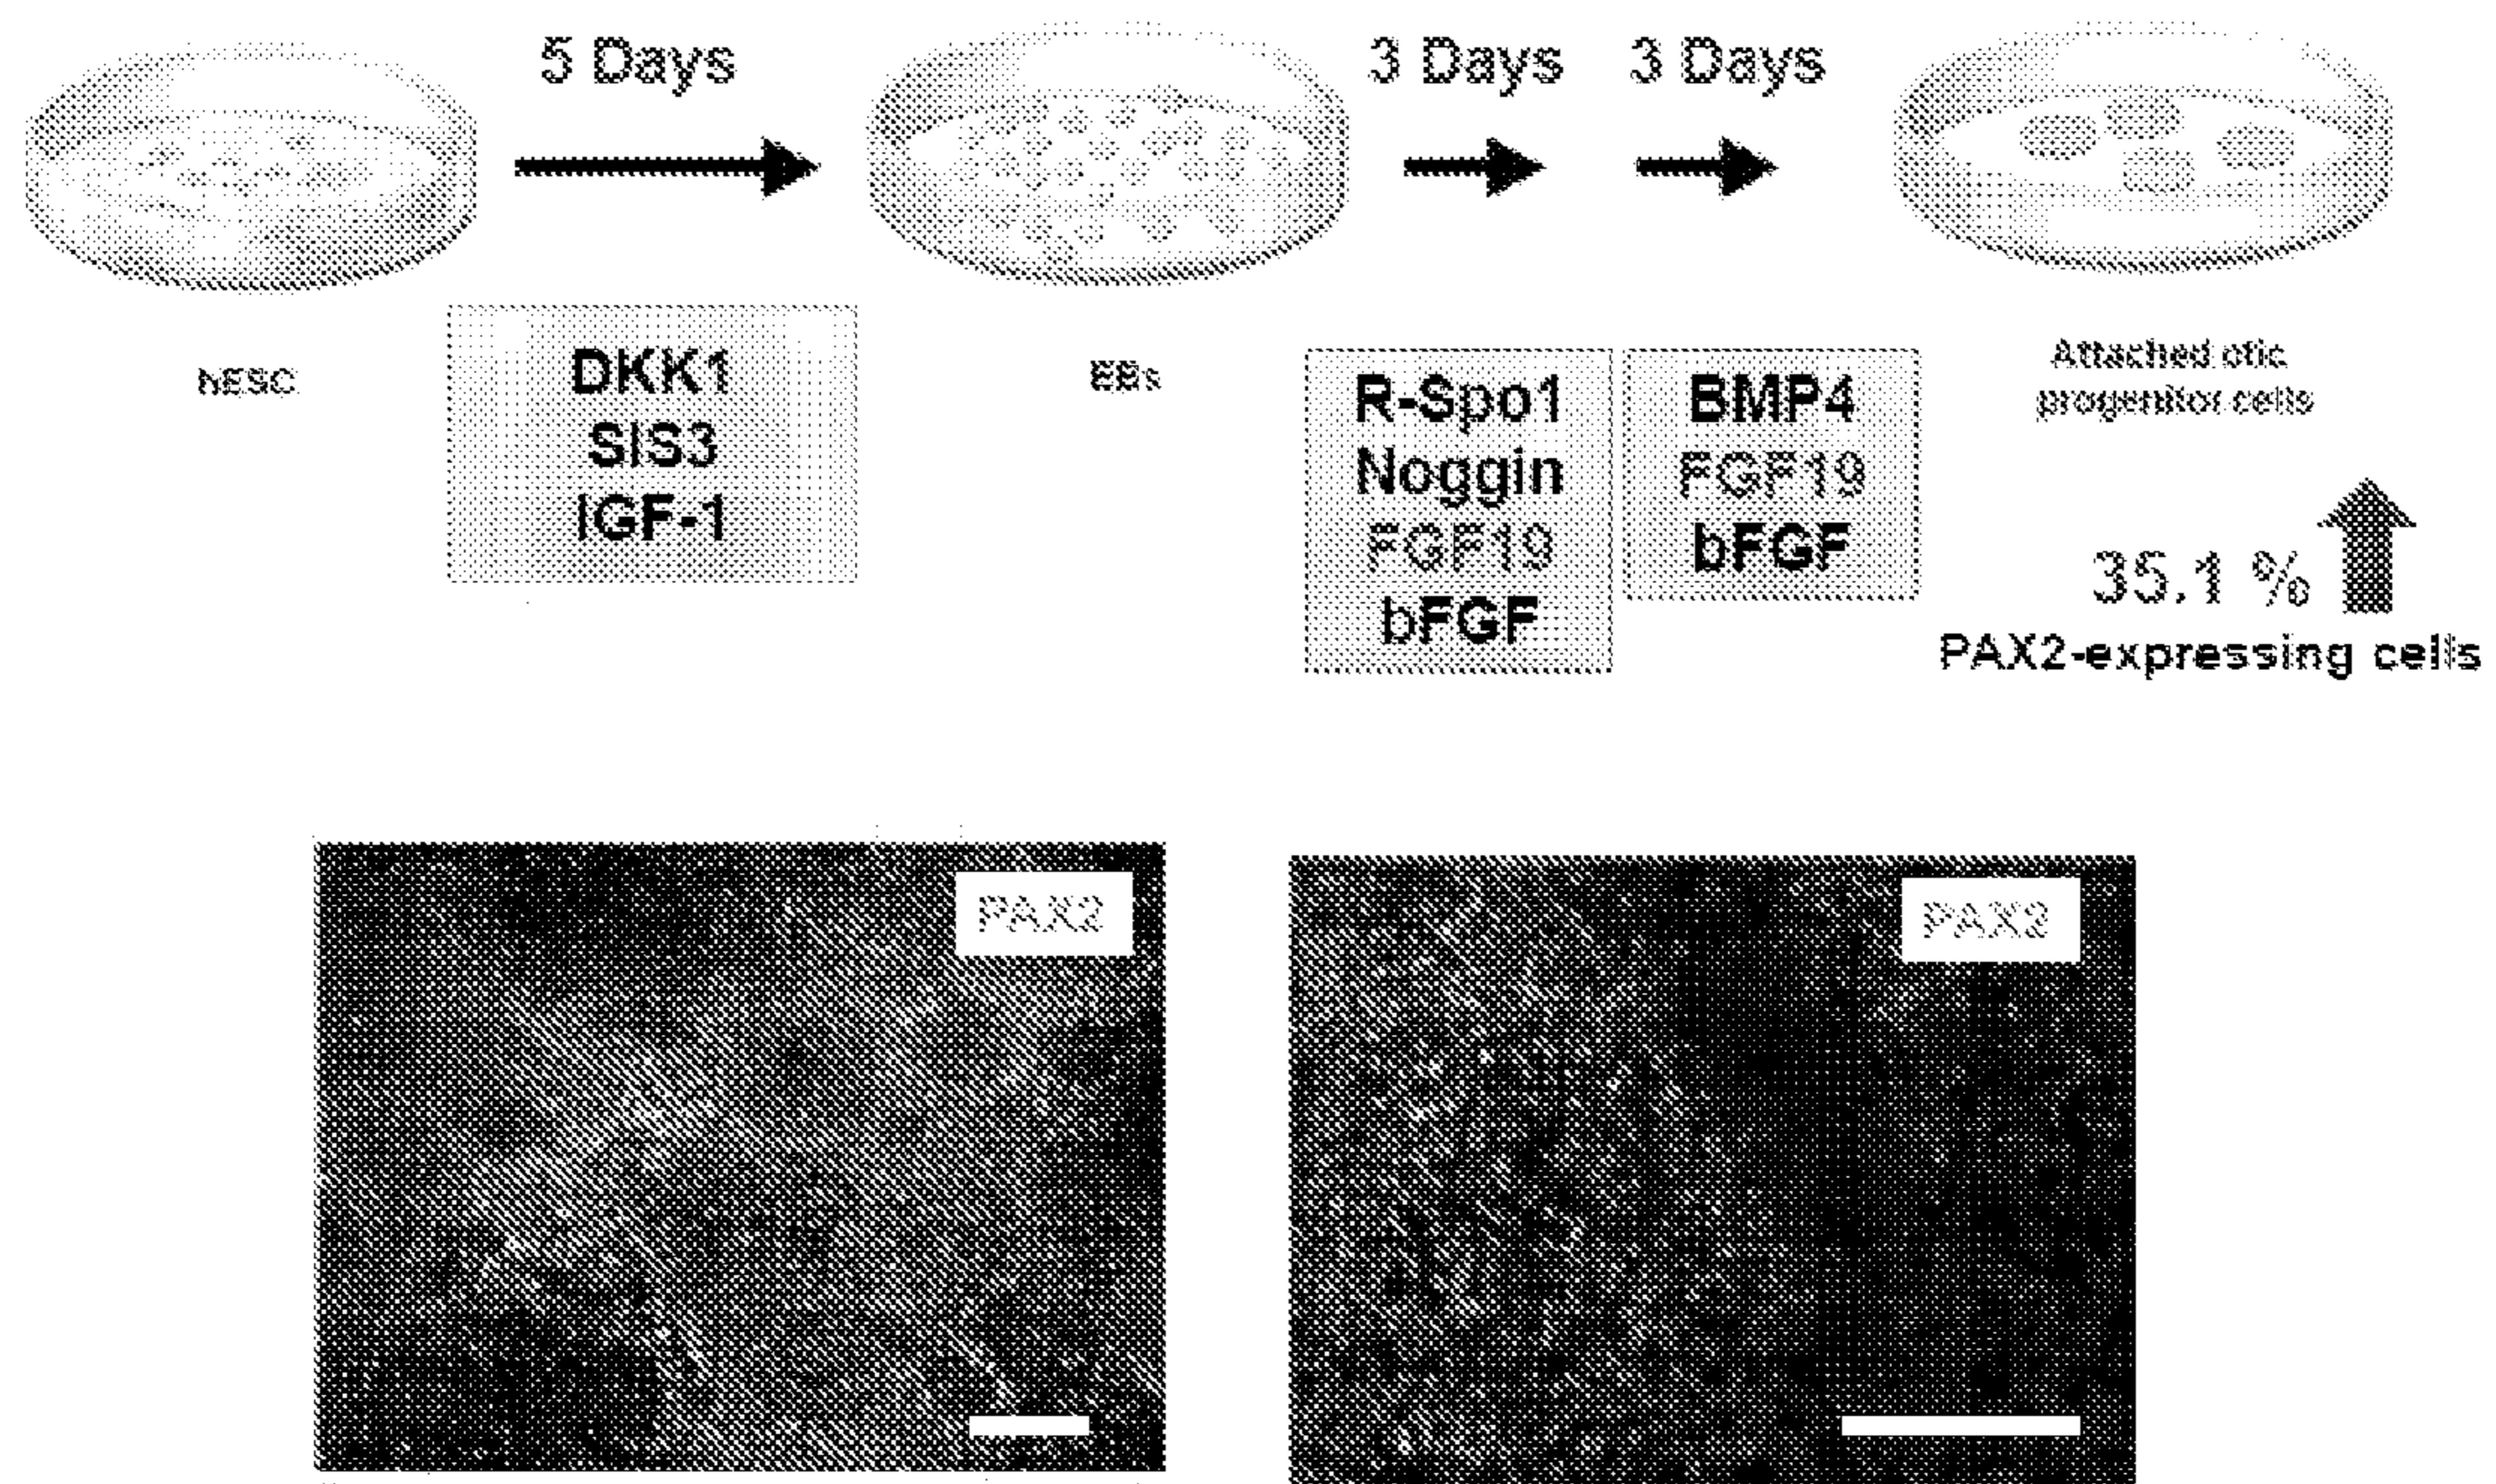 5 Days
3 Days
3 Days
hESC
DKK1
SIS3
IGF-1
EBs
R-Spo1
Noggin
FGF19
bFGF
BMP4
FGF19
bFGF
Attached otic
progenitor cells
35.1 %
PAX2-expressing cells
PAX2
PAX2